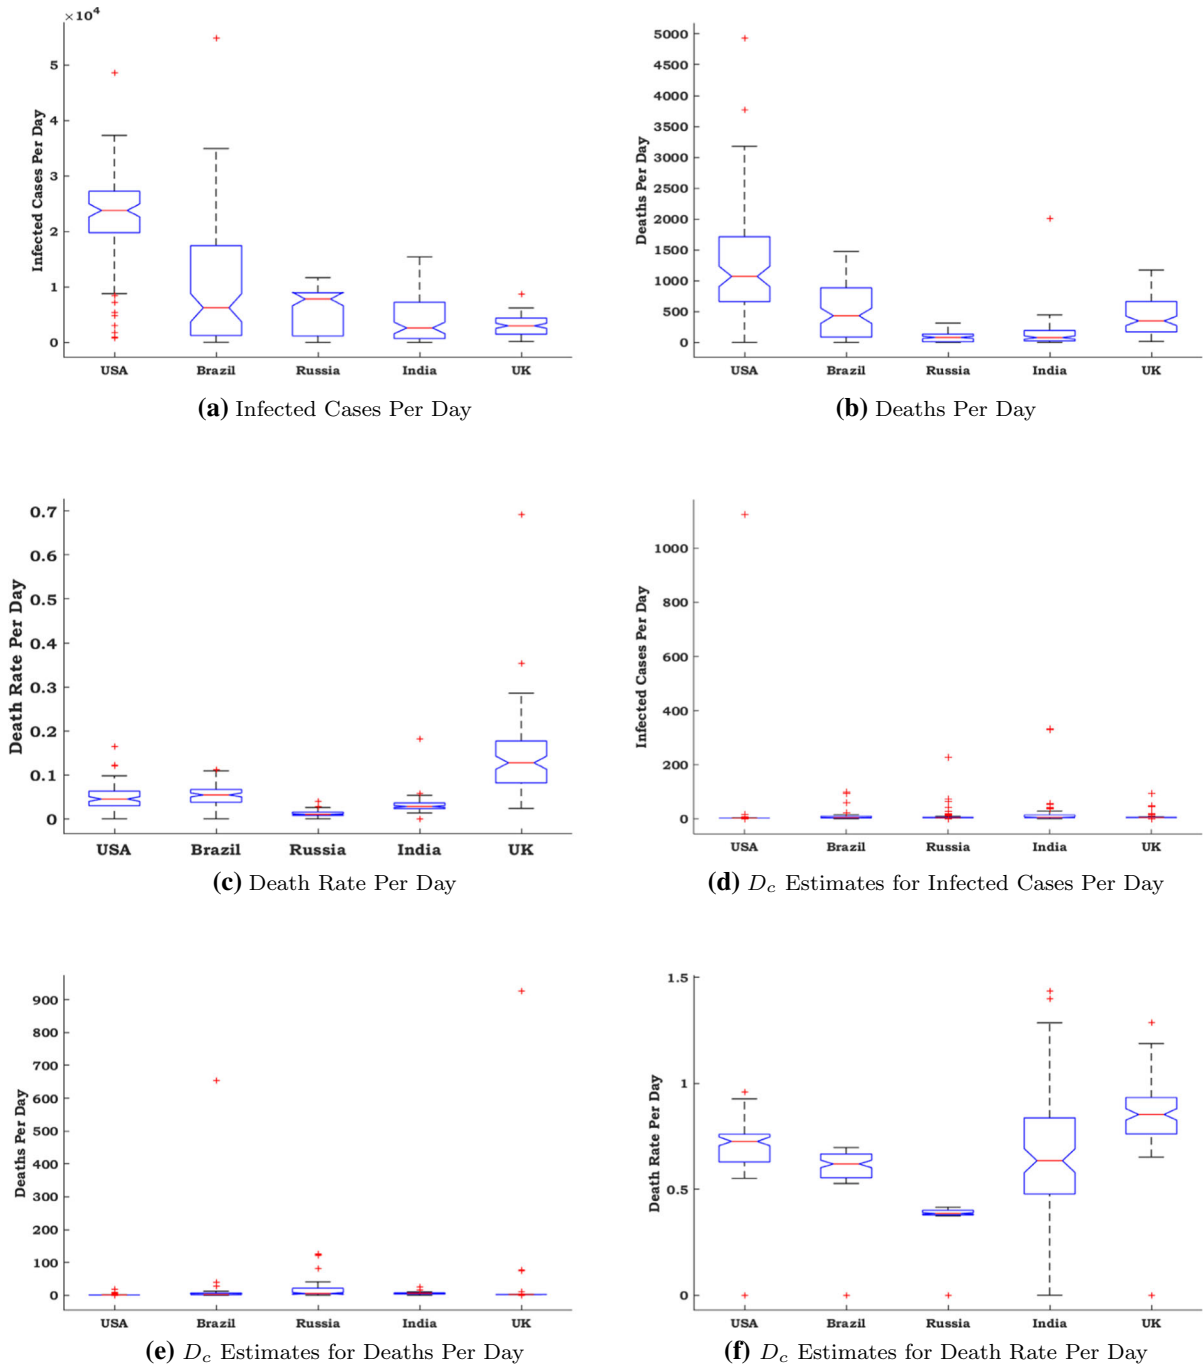 ×10⁴
5
4
3
2
1
0
Infected Cases Per Day
USA Brazil Russia India UK
(a) Infected Cases Per Day
5000
4500
4000
3500
3000
2500
2000
1500
1000
500
0
Deaths Per Day
USA Brazil Russia India UK
(b) Deaths Per Day
0.7
0.6
0.5
0.4
0.3
0.2
0.1
0
Death Rate Per Day
USA Brazil Russia India UK
(c) Death Rate Per Day
1000
800
600
400
200
0
Infected Cases Per Day
USA Brazil Russia India UK
(d) D_c Estimates for Infected Cases Per Day
900
800
700
600
500
400
300
200
100
0
Deaths Per Day
USA Brazil Russia India UK
(e) D_c Estimates for Deaths Per Day
1.5
1
0.5
0
Death Rate Per Day
USA Brazil Russia India UK
(f) D_c Estimates for Death Rate Per Day